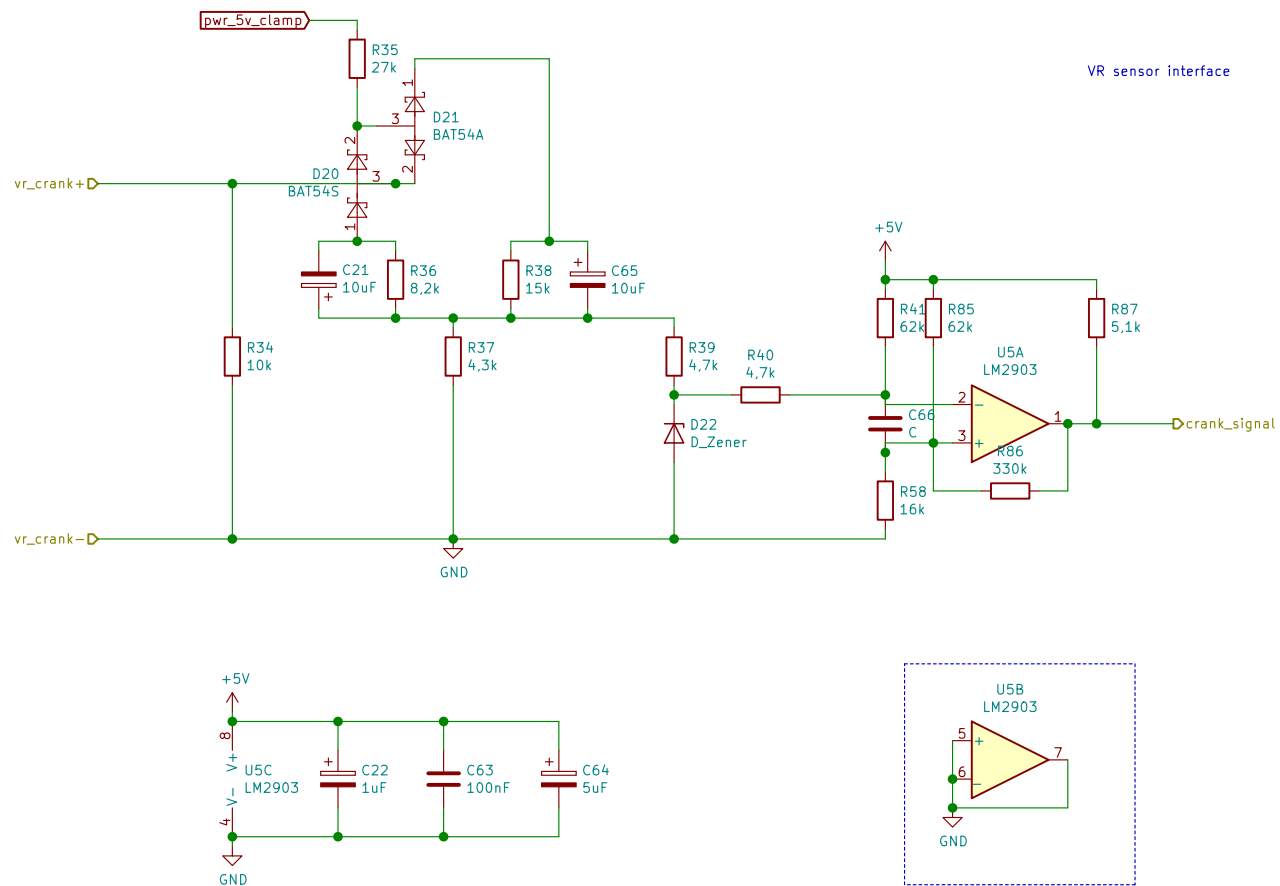 pwr_5v_clamp
R35
27k
VR sensor interface
1
D21
BAT54A
3
2
2
D20
BAT54S
3
1
vr_crank+
C21
10uF
+
R36
8,2k
R38
15k
+
C65
10uF
+5V
R41
62k
R85
62k
R87
5,1k
R34
10k
R37
4,3k
R39
4,7k
R40
4,7k
U5A
LM2903
2
−
3
+
1
crank_signal
C66
C
D22
D_Zener
R86
330k
R58
16k
vr_crank−
GND
+5V
8
V+
U5C
LM2903
V−
4
+
C22
1uF
C63
100nF
+
C64
5uF
GND
U5B
LM2903
5
+
6
−
7
GND